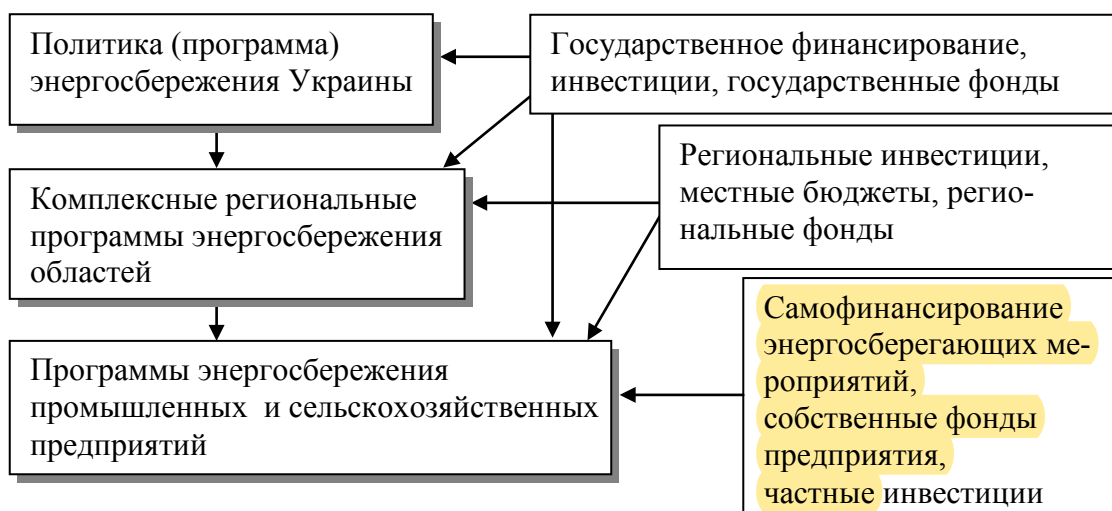 Политика (программа)
энергосбережения Украины
Государственное финансирование,
инвестиции, государственные фонды
Региональные инвестиции,
местные бюджеты, регио-
нальные фонды
Комплексные региональные
программы энергосбережения
областей
Самофинансирование
энергосберегающих ме-
роприятий,
собственные фонды
предприятия,
частные инвестиции
Программы энергосбережения
промышленных и сельскохозяйственных
предприятий